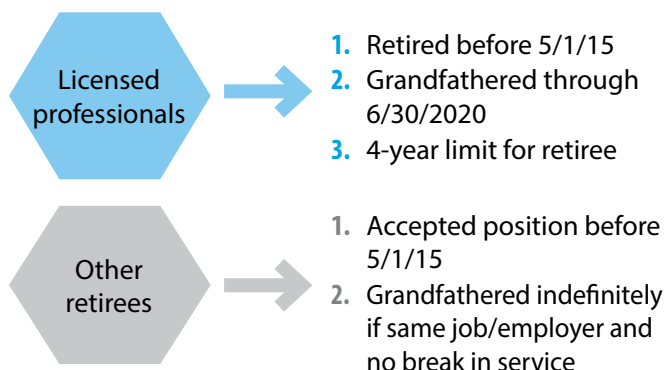 Licensed
professionals
1. Retired before 5/1/15
2. Grandfathered through
6/30/2020
3. 4-year limit for retiree
Other
retirees
1. Accepted position before
5/1/15
2. Grandfathered indefinitely
if same job/employer and
no break in service